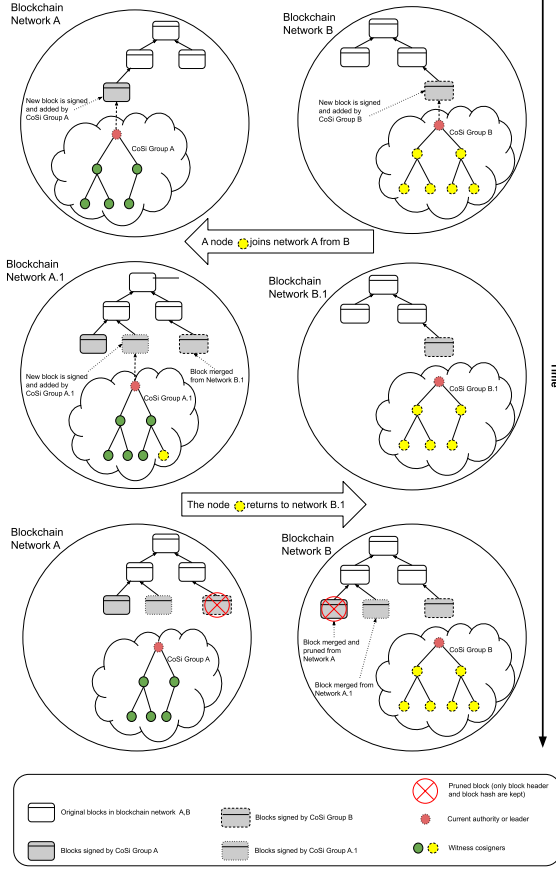 Blockchain
Network A
New block is signed
and added by
CoSi Group A
CoSi Group A
Blockchain
Network B
New block is signed
and added by
CoSi Group B
CoSi Group B
A node joins network A from B
Blockchain
Network A.1
New block is signed
and added by
CoSi Group A.1
CoSi Group A.1
Block merged
from Network B.1
Blockchain
Network B.1
CoSi Group B.1
Time
The node returns to network B.1
Blockchain
Network A
CoSi Group A
Blockchain
Network B
Block merged and
pruned from
Network A
Block merged from
Network A.1
CoSi Group B
Original blocks in blockchain network A,B
Blocks signed by CoSi Group A
Blocks signed by CoSi Group B
Blocks signed by CoSi Group A.1
Pruned block (only block header
and block hash are kept)
Current authority or leader
Witness cosigners